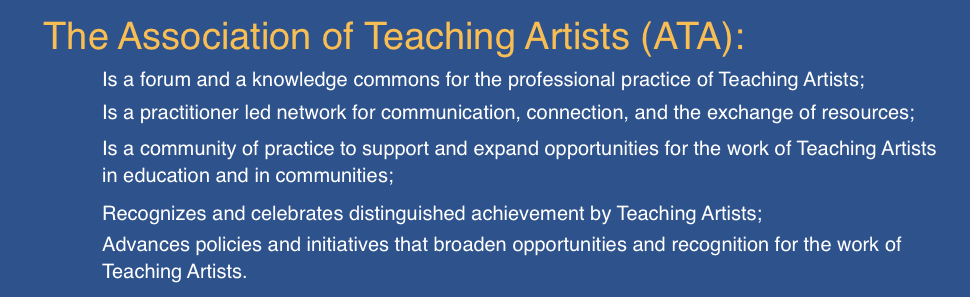 The Association of Teaching Artists (ATA):
Is a forum and a knowledge commons for the professional practice of Teaching Artists;
Is a practitioner led network for communication, connection, and the exchange of resources;
Is a community of practice to support and expand opportunities for the work of Teaching Artists
in education and in communities;
Recognizes and celebrates distinguished achievement by Teaching Artists;
Advances policies and initiatives that broaden opportunities and recognition for the work of
Teaching Artists.